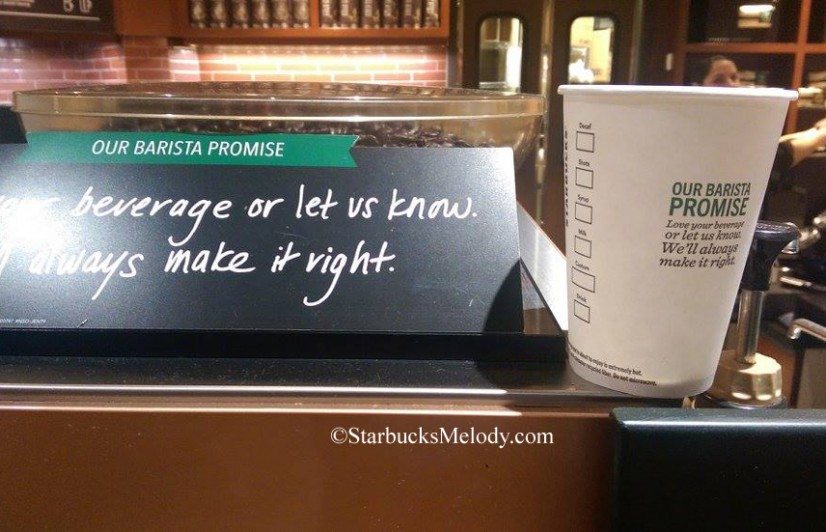 OUR BARISTA PROMISE
beverage or let us know.
always make it right.
Decaf
Shots
Syrup
Milk
Custom
Drink
OUR BARISTA
PROMISE
Love your beverage
or let us know.
We'll always
make it right.
©StarbucksMelody.com